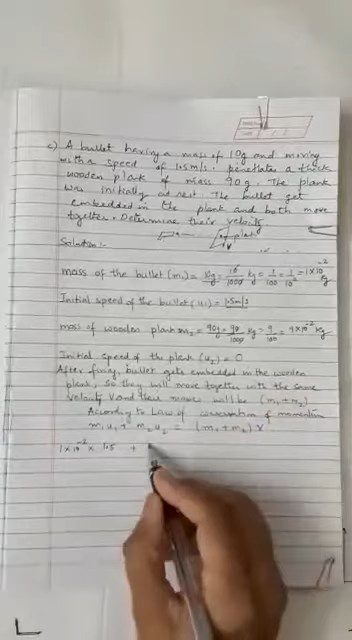 c) A bullet having a mass of 10g and moving
with a speed of 1.5m/s. penetrates a thick
wooden plank of mass 90g. The plank
was initially at rest. The bullet get
embedded in the plank and both move
together. Determine their velocity.
Solution:-
mass of the bullet (m₁) = 10g = 10/1000 kg = 1/100 = 1/10² = 1×10⁻² kg
Initial speed of the bullet (u₁) = 1.5m/s
mass of wooden plank m₂ = 90g = 90/1000 kg = 9/100 = 9×10⁻² kg
Initial speed of the plank (u₂) = 0
After firing, bullet gets embedded in the wooden
plank, so they will move together with the same
velocity V and their masses will be (m₁+m₂)
According to Law of conservation of momentum
m₁u₁ + m₂u₂ = (m₁+m₂) V
1×10⁻² × 1.5 +